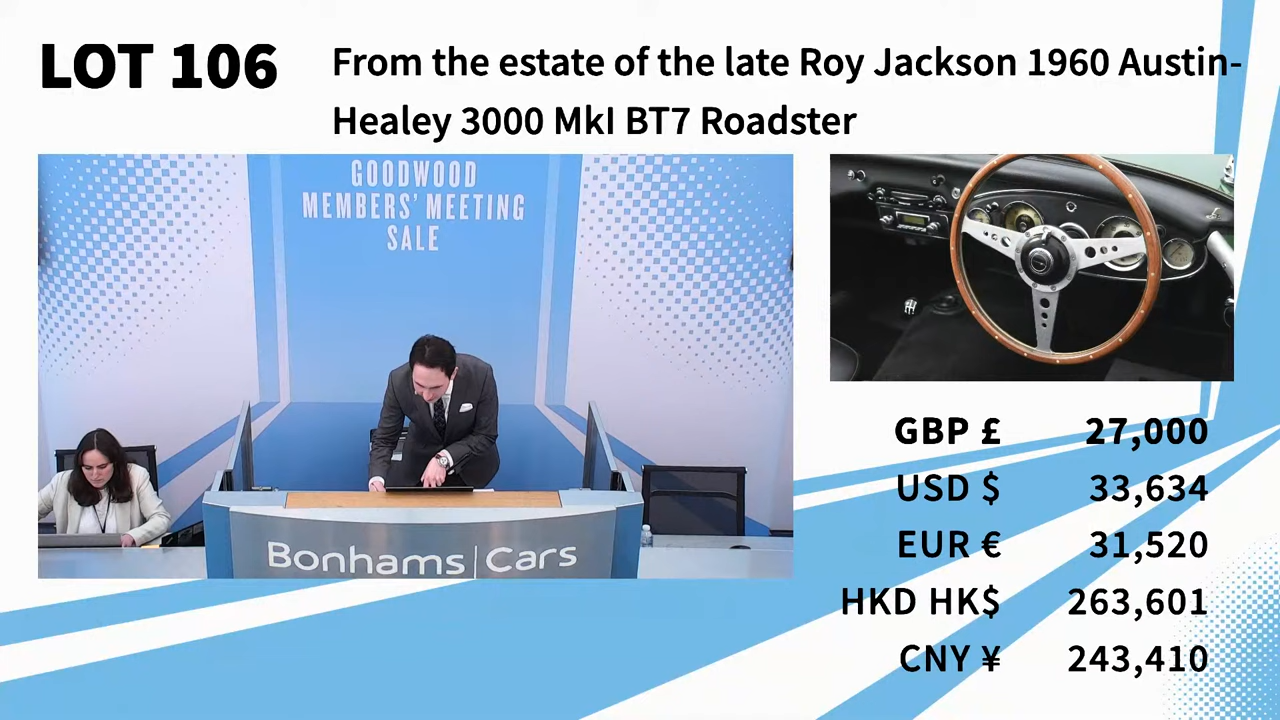 LOT 106
From the estate of the late Roy Jackson 1960 Austin-
Healey 3000 MkI BT7 Roadster
GOODWOOD
MEMBERS' MEETING
SALE
Bonhams|Cars
GBP £ 27,000
USD $ 33,634
EUR € 31,520
HKD HK$ 263,601
CNY ¥ 243,410